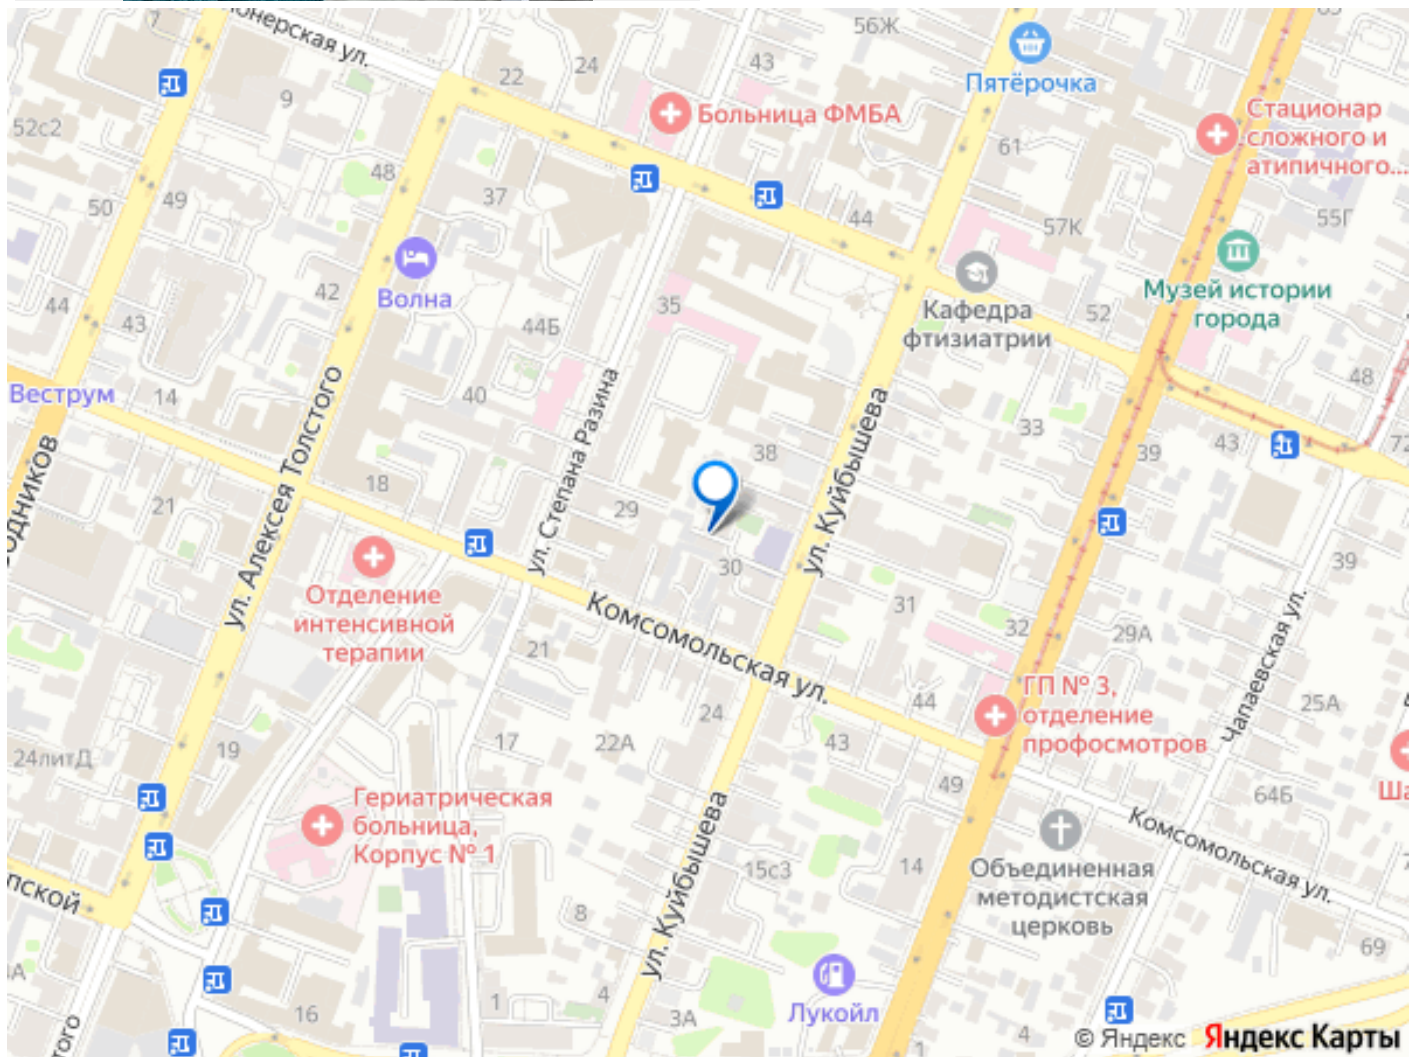 онерская ул.
56Ж
43
24
22
9
Пятёрочка
Стационар
сложного и
атипичного...
Больница ФМБА
52с2
61
48
49
50
37
44
57К
55Г
Музей истории
города
Волна
42
Кафедра
фтизиатрии
35
52
44
43
44Б
Веструм
14
40
48
ул. Степана Разина
ул. Куйбышева
33
43
72
39
38
ул. Алексея Толстого
18
21
29
одников
30
39
Отделение
интенсивной
терапии
Комсомольская ул.
31
32
29А
21
Чапаевская ул.
ГП № 3,
отделение
профосмотров
44
25А
24
17
22А
43
19
24литД
49
64Б
Ша
Гериатрическая
больница,
Корпус № 1
Комсомольская ул.
ул. Куйбышева
15с3
14
Объединенная
методистская
церковь
пской
8
69
Лукойл
1
4
3А
16
4
того
© Яндекс Яндекс Карты